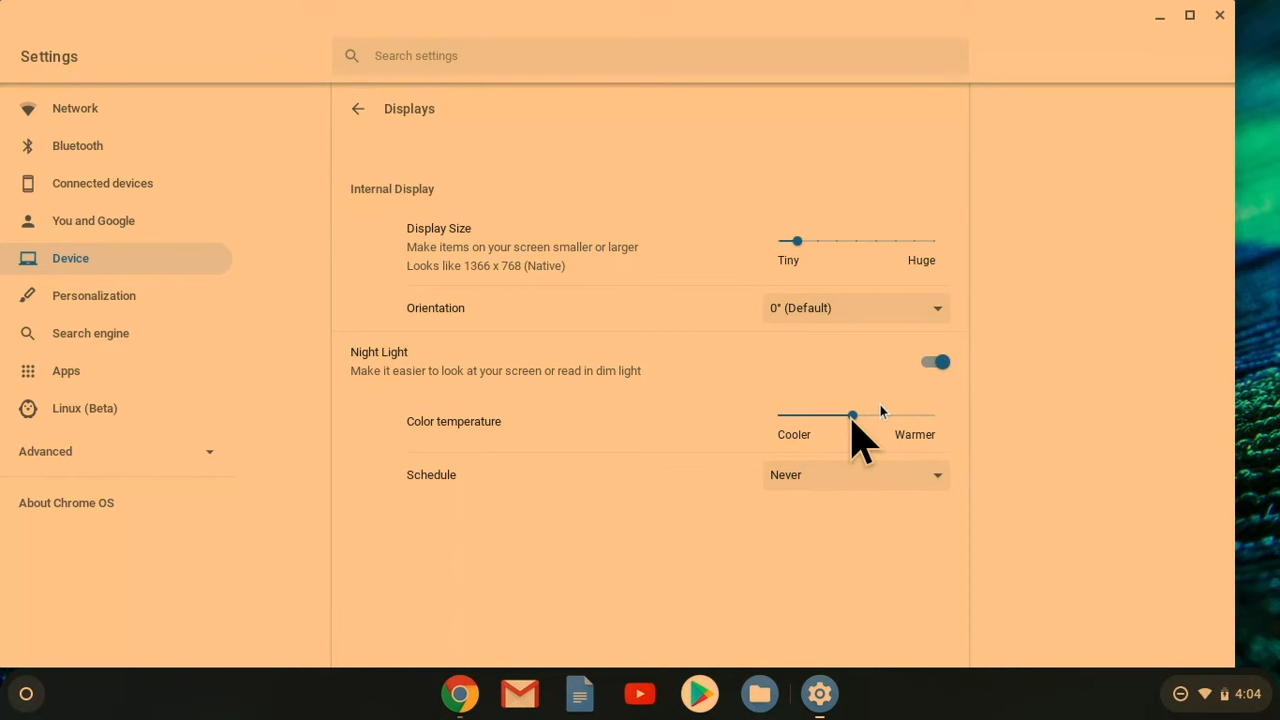 Settings
Search settings
Network
Bluetooth
Connected devices
You and Google
Device
Personalization
Search engine
Apps
Linux (Beta)
Advanced
About Chrome OS
Displays
Internal Display
Display Size
Make items on your screen smaller or larger
Looks like 1366 x 768 (Native)
Tiny Huge
Orientation 0° (Default)
Night Light
Make it easier to look at your screen or read in dim light
Color temperature
Cooler Warmer
Schedule Never
4:04